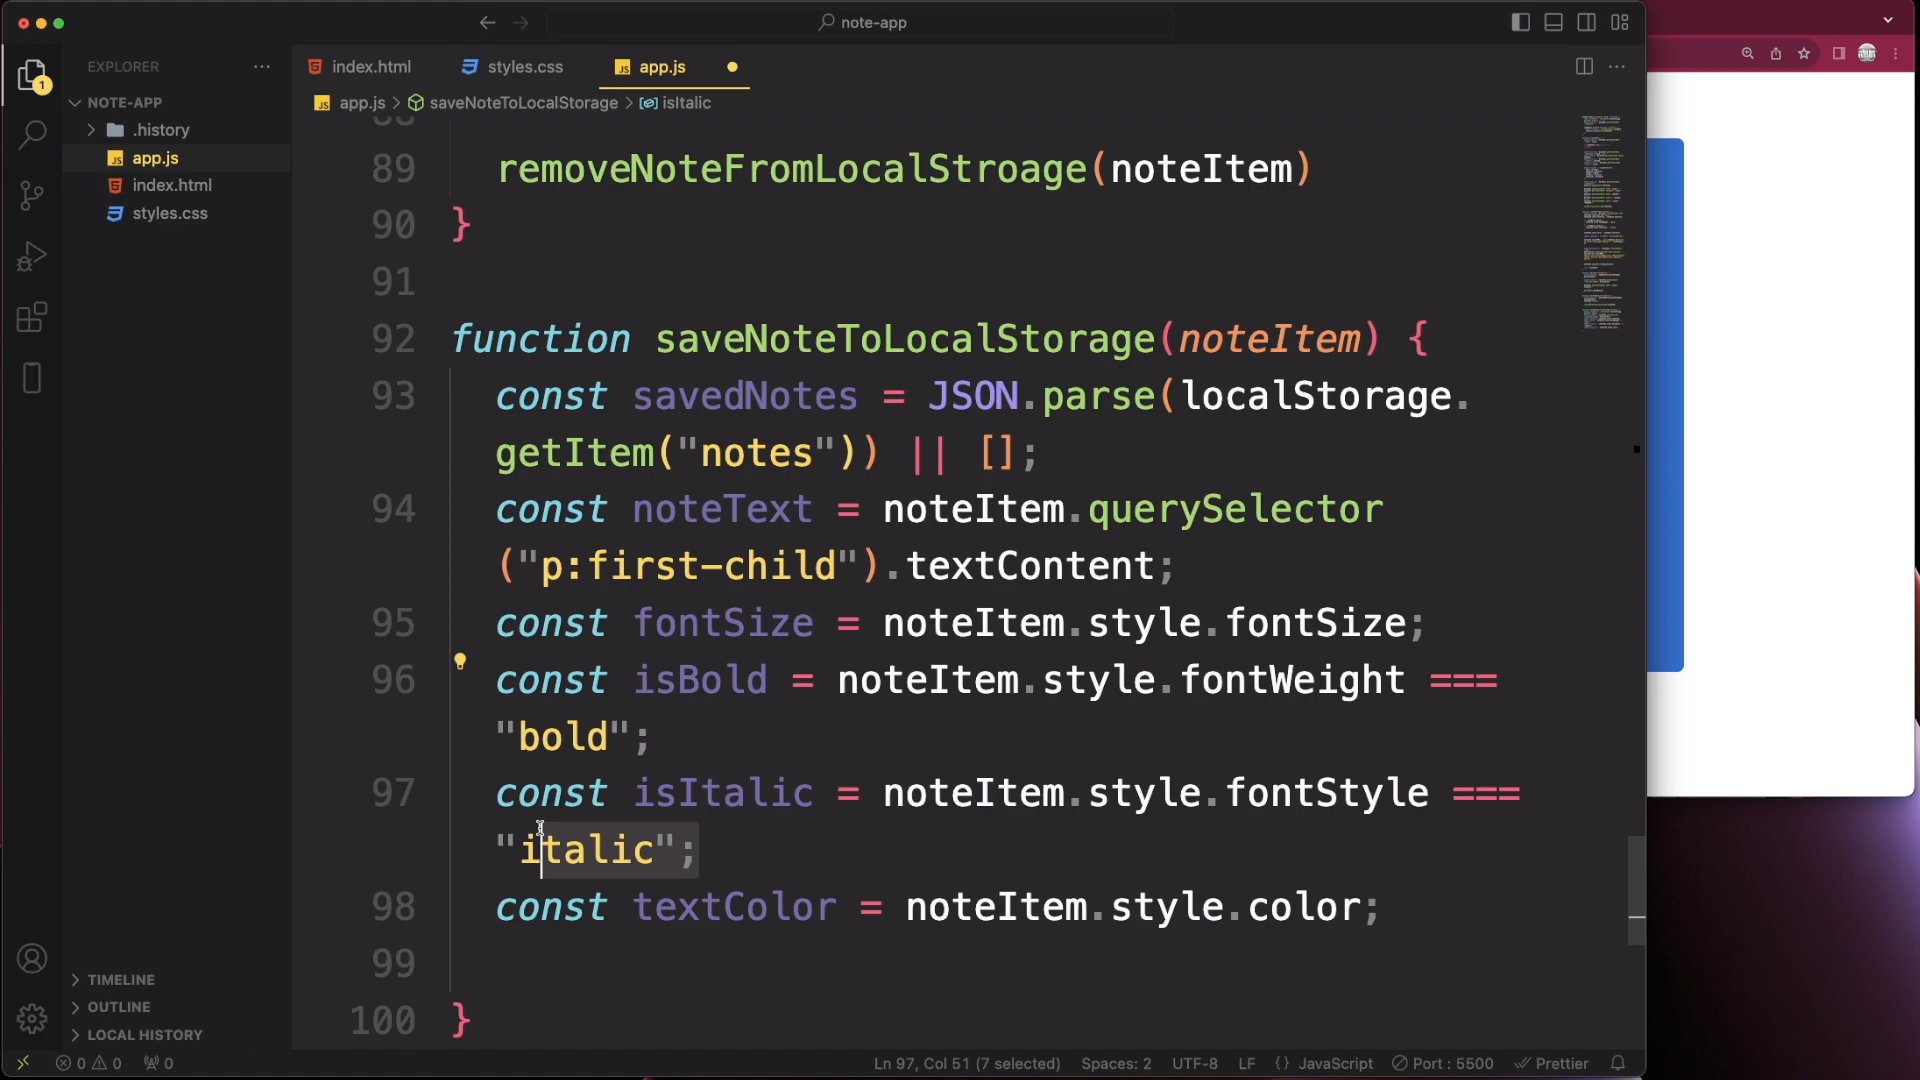 note-app
EXPLORER
NOTE-APP
.history
app.js
index.html
styles.css
TIMELINE
OUTLINE
LOCAL HISTORY
index.html
styles.css
app.js
app.js > saveNoteToLocalStorage > isItalic
89 removeNoteFromLocalStroage(noteItem)
90 }
91
92 function saveNoteToLocalStorage(noteItem) {
93 const savedNotes = JSON.parse(localStorage.
getItem("notes")) || [];
94 const noteText = noteItem.querySelector
("p:first-child").textContent;
95 const fontSize = noteItem.style.fontSize;
96 const isBold = noteItem.style.fontWeight ===
"bold";
97 const isItalic = noteItem.style.fontStyle ===
"italic";
98 const textColor = noteItem.style.color;
99
100 }
1
0 0 0 Ln 97, Col 51 (7 selected) Spaces: 2 UTF-8 LF {} JavaScript Port : 5500 Prettier